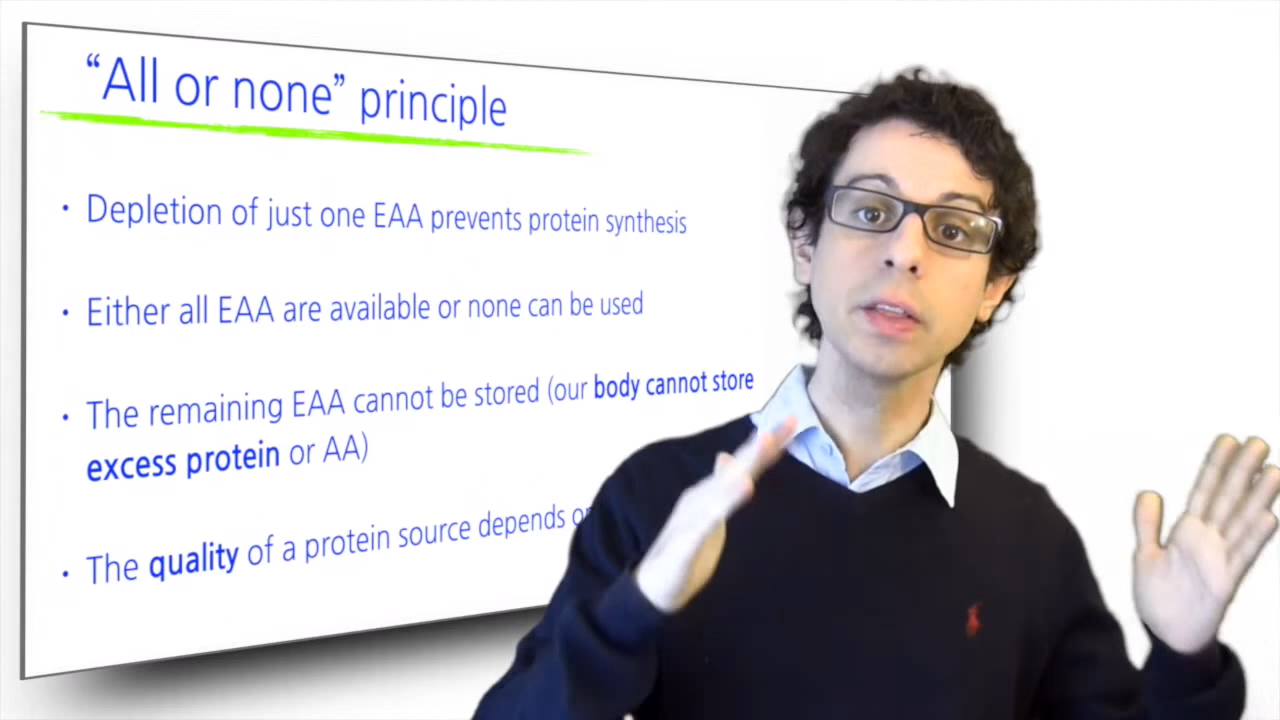 “All or none” principle
• Depletion of just one EAA prevents protein synthesis
• Either all EAA are available or none can be used
• The remaining EAA cannot be stored (our body cannot store
excess protein or AA)
• The quality of a protein source depends